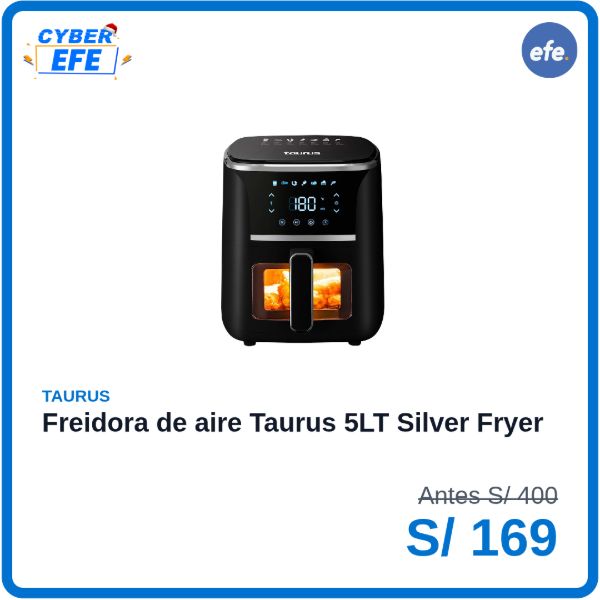 CYBER
EFE
efe.
Taurus
180
TAURUS
Freidora de aire Taurus 5LT Silver Fryer
Antes S/ 400
S/ 169